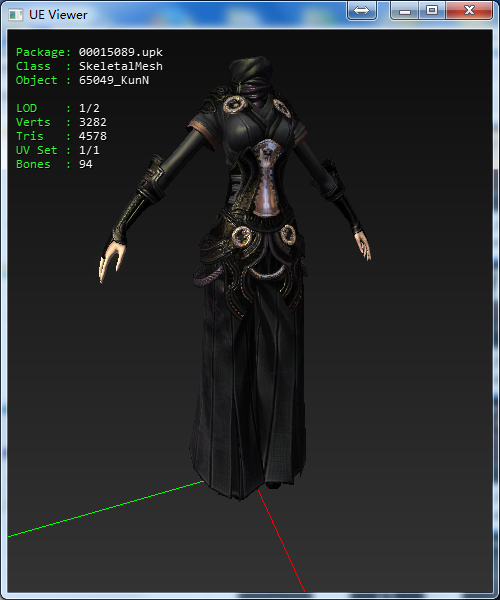 UE Viewer
Package: 00015089.upk
Class  : SkeletalMesh
Object : 65049_KunN
LOD    : 1/2
Verts  : 3282
Tris   : 4578
UV Set : 1/1
Bones  : 94